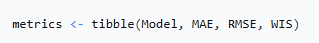 metrics <- tibble(Model, MAE, RMSE, WIS)